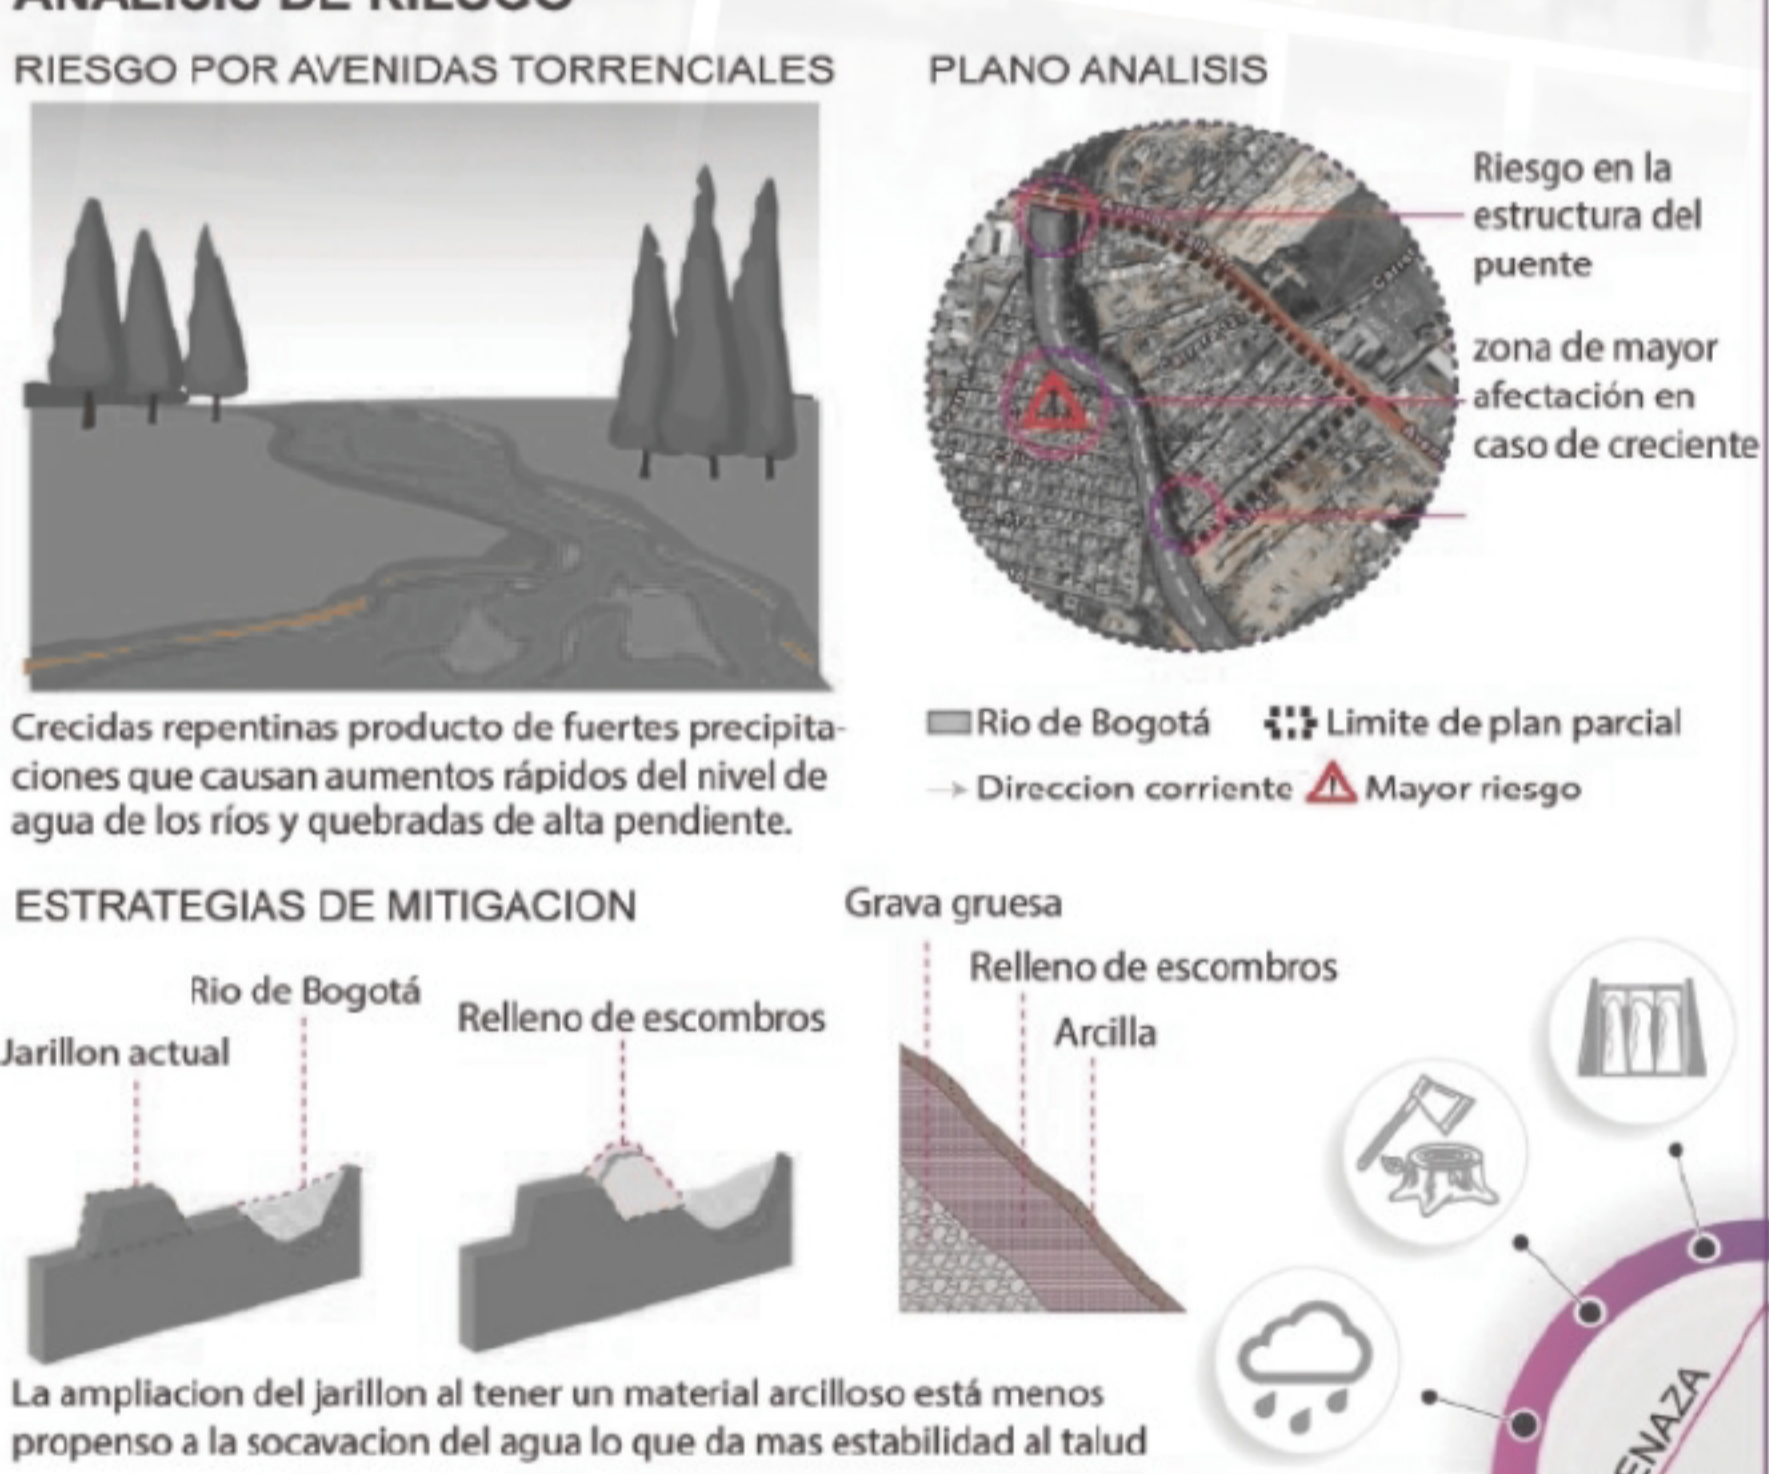 ANALISIS DE RIESGO
RIESGO POR AVENIDAS TORRENCIALES
PLANO ANALISIS
Riesgo en la
estructura del
puente
zona de mayor
afectación en
caso de creciente
Crecidas repentinas producto de fuertes precipita-
ciones que causan aumentos rápidos del nivel de
agua de los ríos y quebradas de alta pendiente.
Rio de Bogotá
Limite de plan parcial
Direccion corriente
Mayor riesgo
ESTRATEGIAS DE MITIGACION
Jarillon actual
Rio de Bogotá
Relleno de escombros
Grava gruesa
Relleno de escombros
Arcilla
La ampliacion del jarillon al tener un material arcilloso está menos
propenso a la socavacion del agua lo que da mas estabilidad al talud
ENAZA